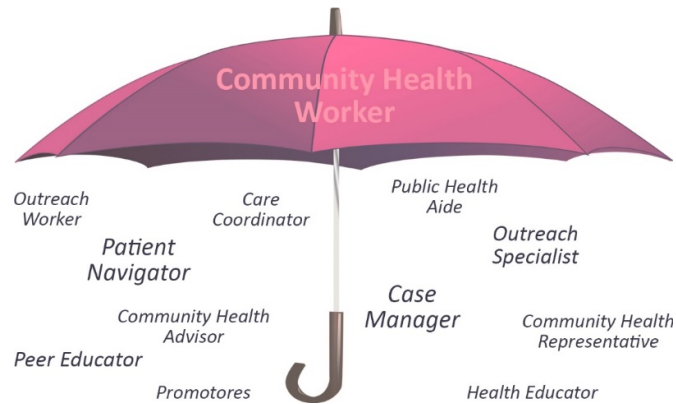 Community Health
Worker
Outreach
Worker
Care
Coordinator
Public Health
Aide
Patient
Navigator
Outreach
Specialist
Case
Manager
Community Health
Advisor
Community Health
Representative
Peer Educator
Promotores
Health Educator